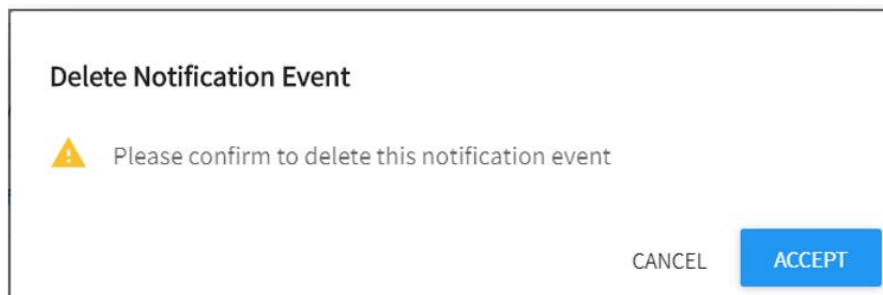 Delete Notification Event
Please confirm to delete this notification event
CANCEL ACCEPT